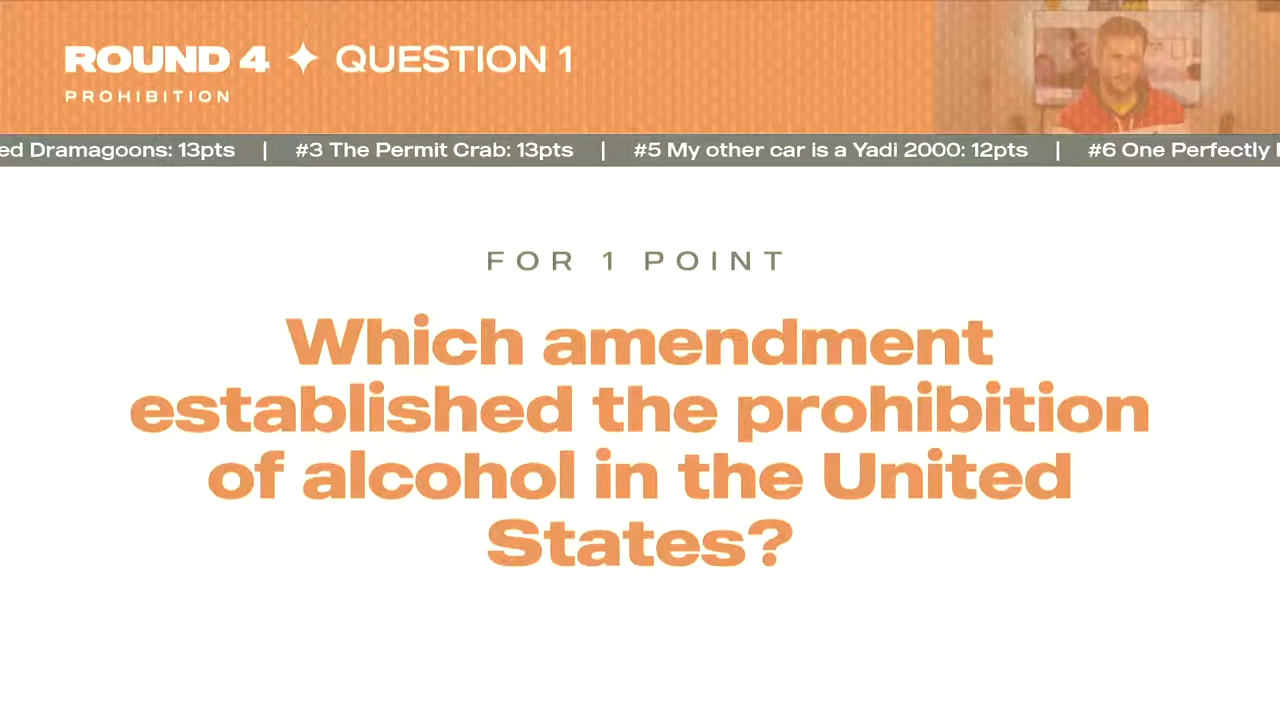 ROUND 4 ✦ QUESTION 1
PROHIBITION
ed Dramagoons: 13pts | #3 The Permit Crab: 13pts | #5 My other car is a Yadi 2000: 12pts | #6 One Perfectly
FOR 1 POINT
Which amendment
established the prohibition
of alcohol in the United
States?